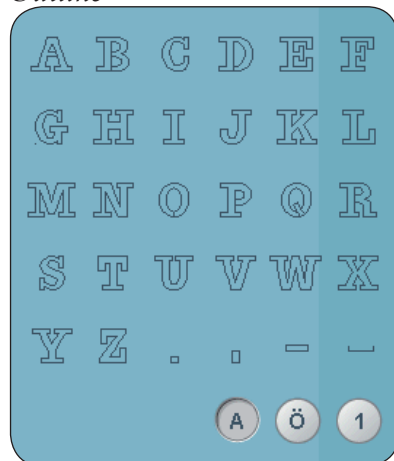 Outline
A B C D E F
G H I J K L
M N O P Q R
S T U V W X
Y Z . , - ⎵
A Ö 1